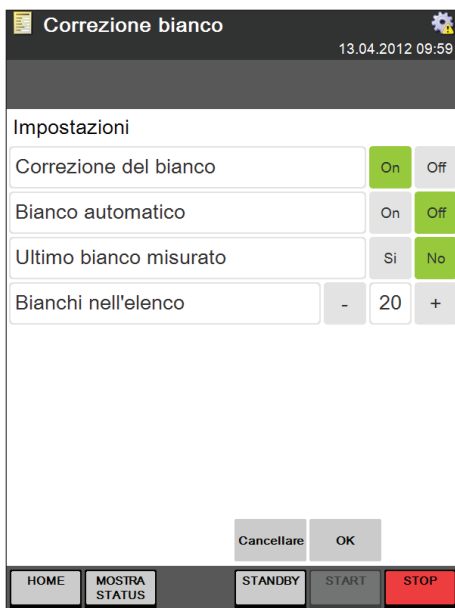 Correzione bianco
13.04.2012 09:59
Impostazioni
Correzione del bianco On Off
Bianco automatico On Off
Ultimo bianco misurato Si No
Bianchi nell'elenco - 20 +
Cancellare OK
HOME MOSTRA STATUS STANDBY START STOP